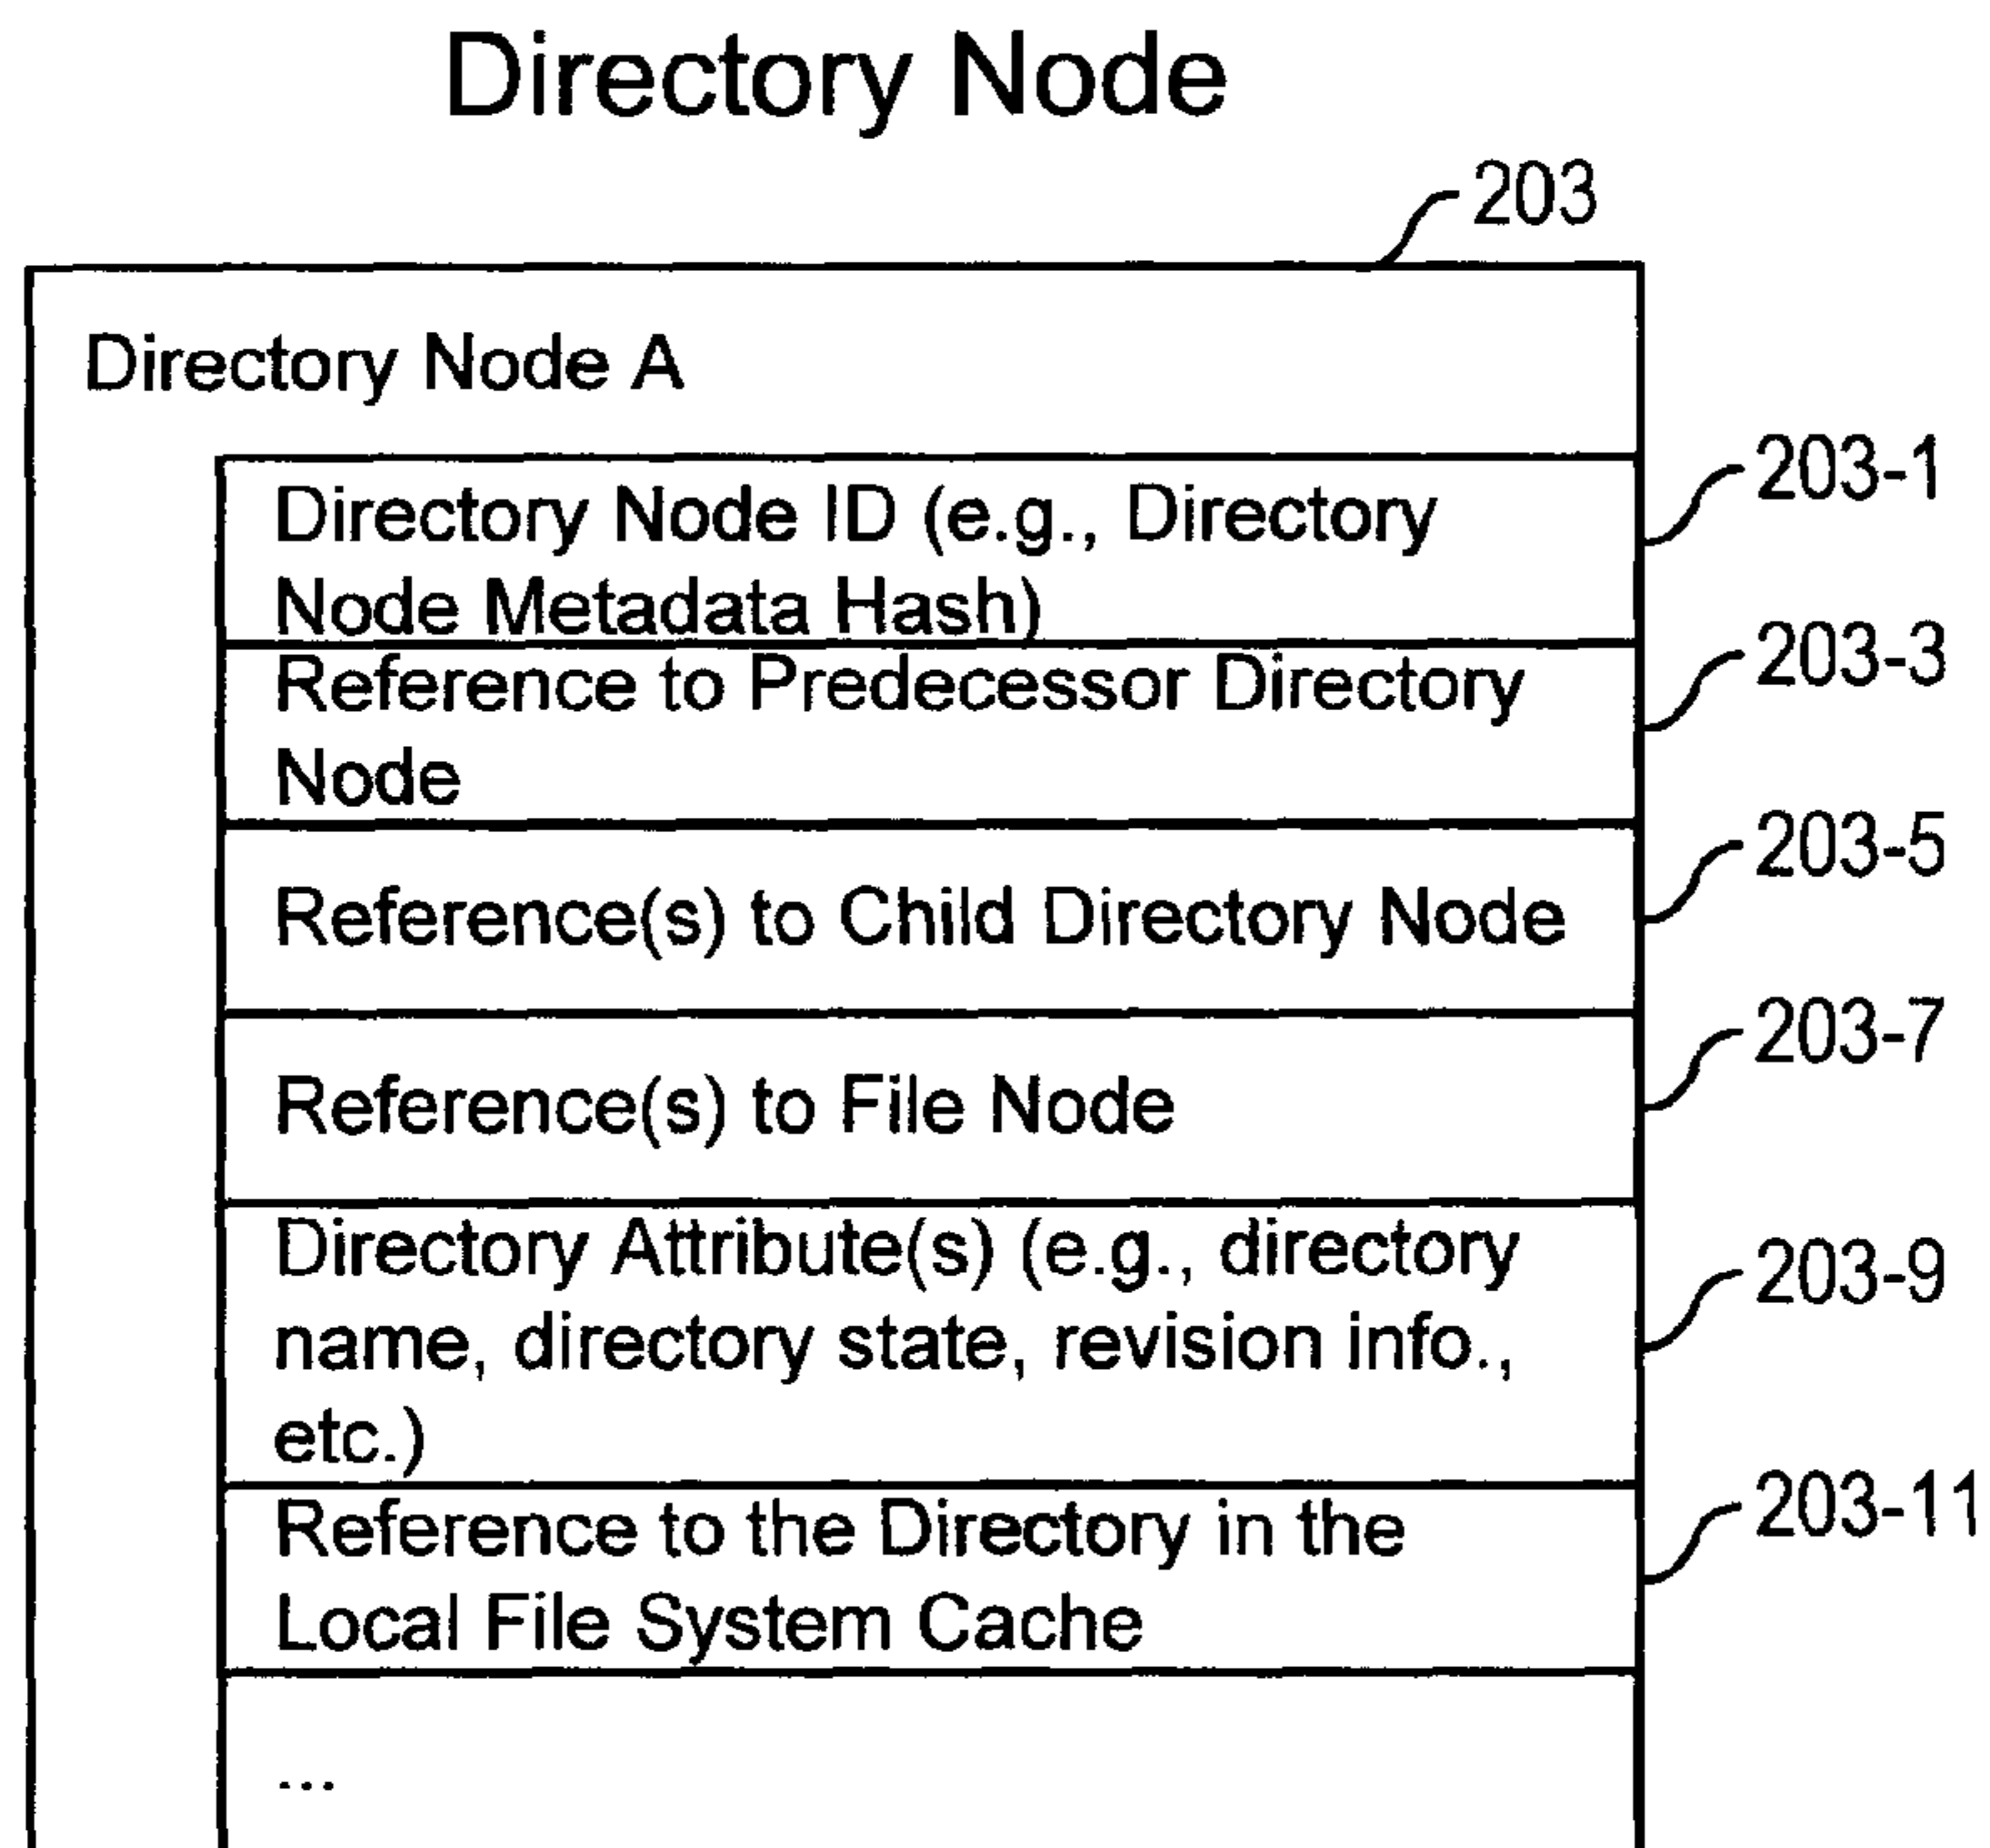 Directory Node
203
Directory Node A
203-1
Directory Node ID (e.g., Directory
Node Metadata Hash)
203-3
Reference to Predecessor Directory
Node
203-5
Reference(s) to Child Directory Node
203-7
Reference(s) to File Node
203-9
Directory Attribute(s) (e.g., directory
name, directory state, revision info.,
etc.)
203-11
Reference to the Directory in the
Local File System Cache
...